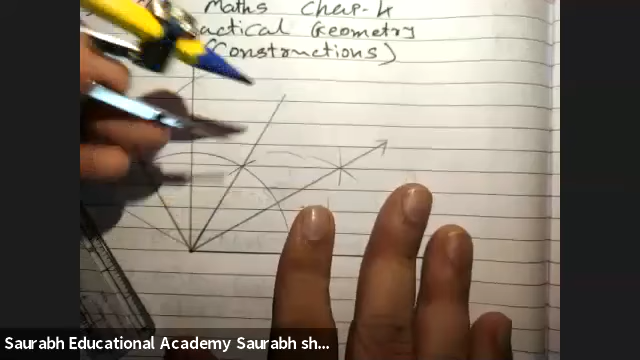 Maths Chap-4
actical Geometry
(Constructions)
Saurabh Educational Academy Saurabh sh...